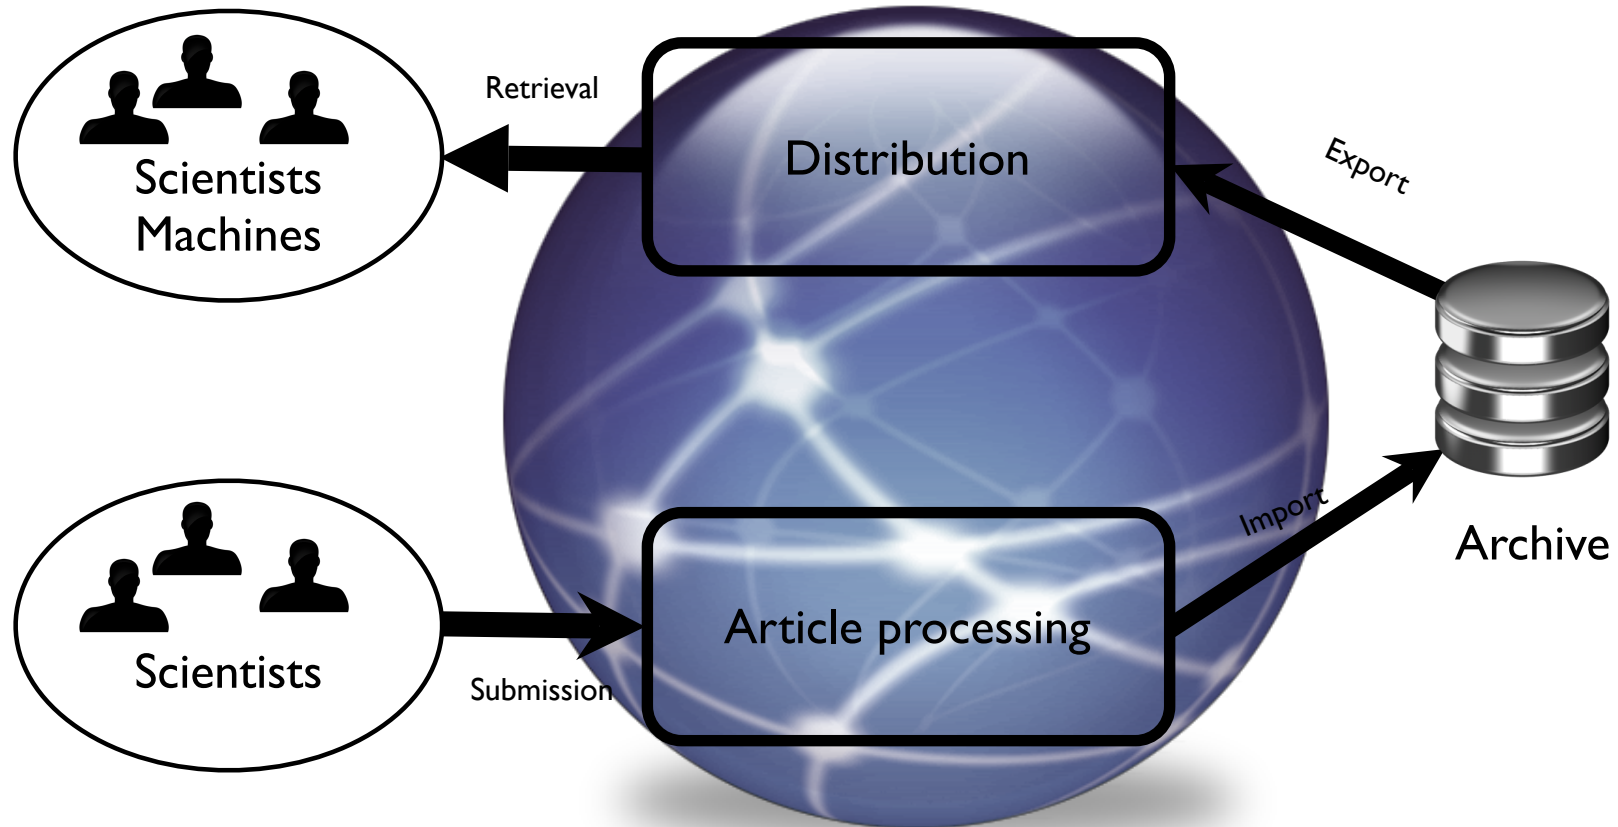 Retrieval
Distribution
Export
Scientists
Machines
Import
Archive
Article processing
Scientists
Submission